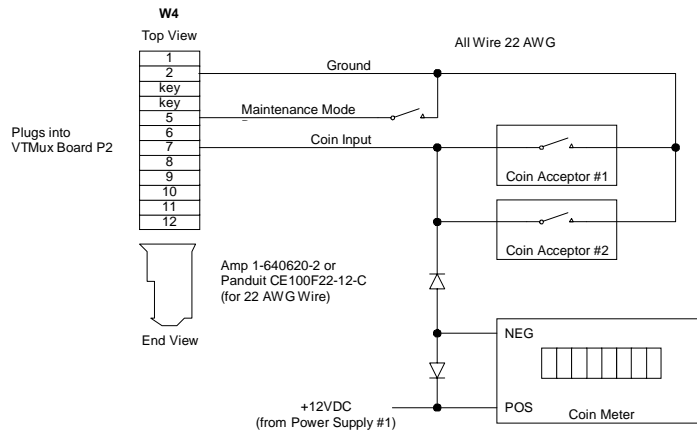 W4
Top View
All Wire 22 AWG
1
2
key
key
5
6
7
8
9
10
11
12
Ground
Maintenance Mode
Coin Input
Plugs into
VTMux Board P2
Coin Acceptor #1
Coin Acceptor #2
Amp 1-640620-2 or
Panduit CE100F22-12-C
(for 22 AWG Wire)
End View
NEG
POS
Coin Meter
+12VDC
(from Power Supply #1)